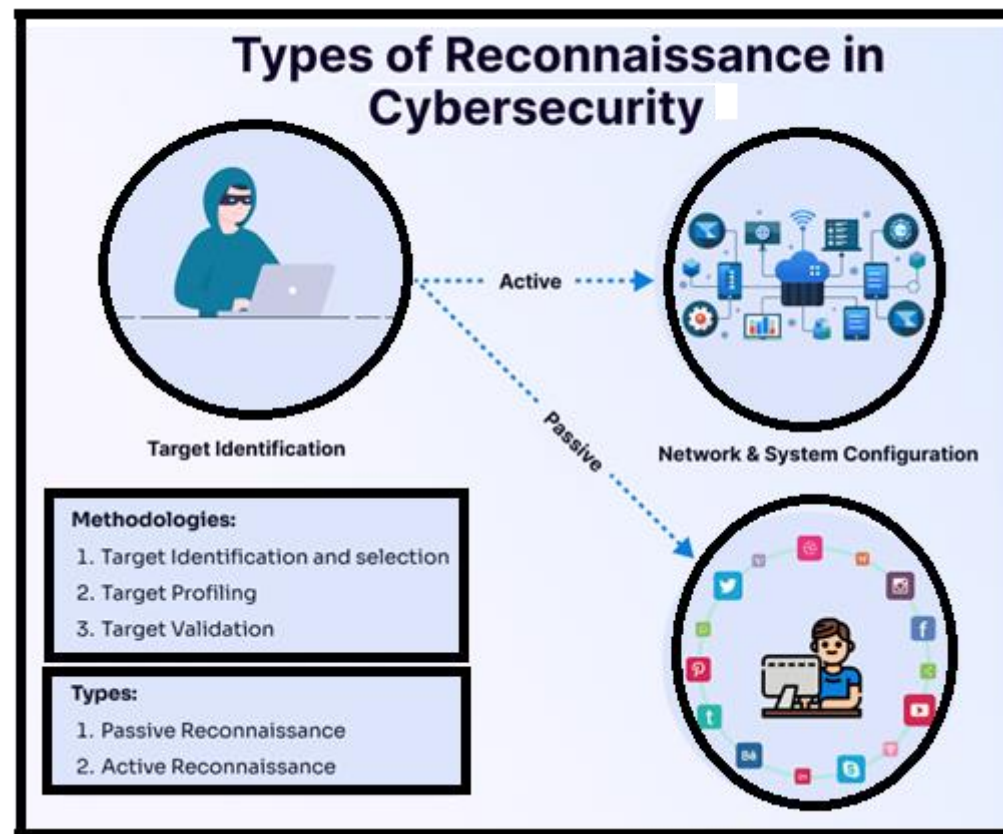 Types of Reconnaissance in
Cybersecurity
Active
Passive
Target Identification
Network & System Configuration
Methodologies:
1. Target Identification and selection
2. Target Profiling
3. Target Validation
Types:
1. Passive Reconnaissance
2. Active Reconnaissance